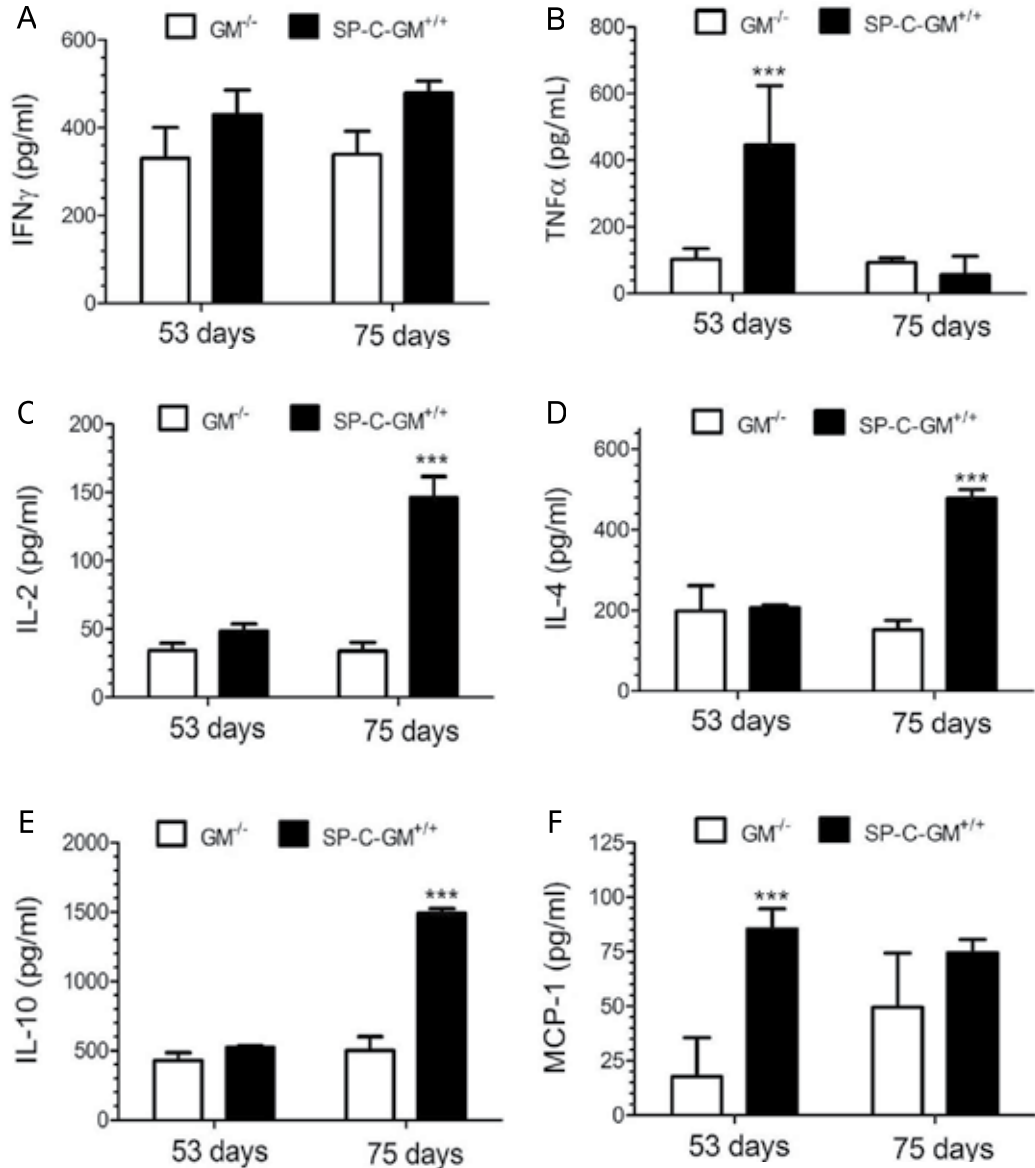 A
GM-/- SP-C-GM+/+
IFNγ (pg/ml)
600
400
200
0
53 days 75 days
B
GM-/- SP-C-GM+/+
TNFα (pg/mL)
800
600
400
200
0
***
53 days 75 days
C
GM-/- SP-C-GM+/+
IL-2 (pg/ml)
200
150
100
50
0
***
53 days 75 days
D
GM-/- SP-C-GM+/+
IL-4 (pg/ml)
600
400
200
0
***
53 days 75 days
E
GM-/- SP-C-GM+/+
IL-10 (pg/ml)
2000
1500
1000
500
0
***
53 days 75 days
F
GM-/- SP-C-GM+/+
MCP-1 (pg/ml)
125
100
75
50
25
0
***
53 days 75 days